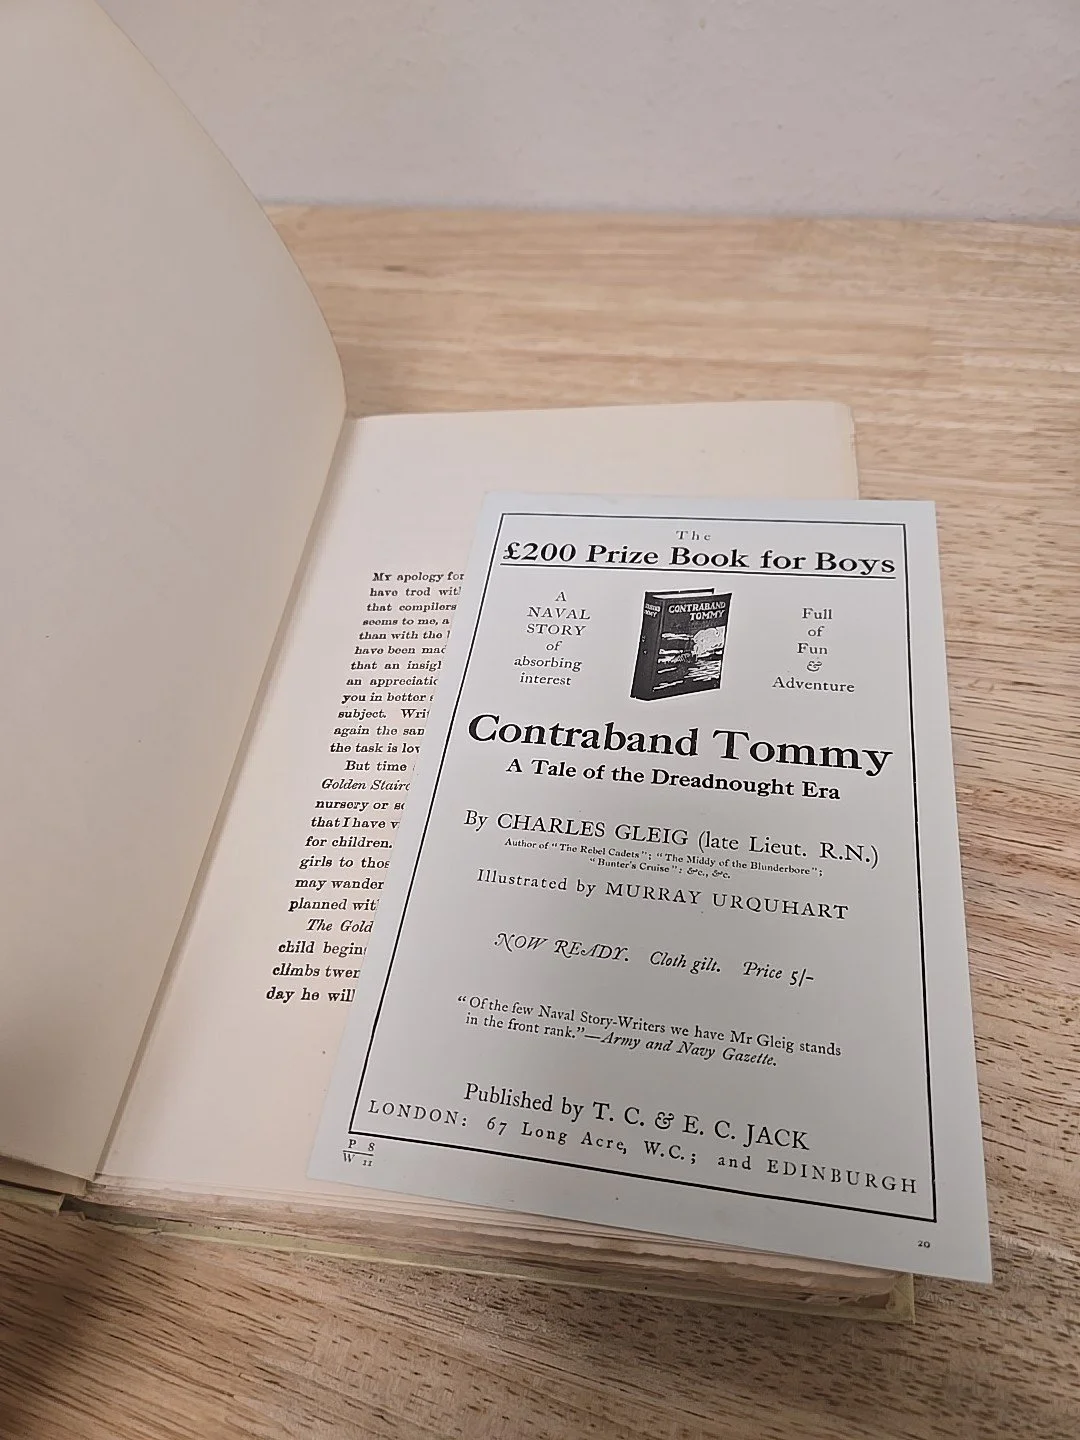 My apology for
have trod with
that compilers
seems to me, a
than with the
have been mad
that an insigh
an appreciatio
you in better
subject. Writ
again the san
the task is lov
But time
Golden Stairc
nursery or sc
that I have v
for children.
girls to thos
may wander
planned with
The Gold
child begin
climbs twen
day he will
The
£200 Prize Book for Boys
A
NAVAL
STORY
of
absorbing
interest
CONTRABAND
TOMMY
Full
of
Fun
&
Adventure
Contraband Tommy
A Tale of the Dreadnought Era
By CHARLES GLEIG (late Lieut. R.N.)
Author of "The Rebel Cadets"; "The Middy of the Blunderbore";
"Bunter's Cruise": &c., &c.
Illustrated by MURRAY URQUHART
NOW READY. Cloth gilt. Price 5/-
"Of the few Naval Story-Writers we have Mr Gleig stands
in the front rank."—Army and Navy Gazette.
Published by T. C. & E. C. JACK
LONDON: 67 Long Acre, W.C.; and EDINBURGH
P 8
W 11
20